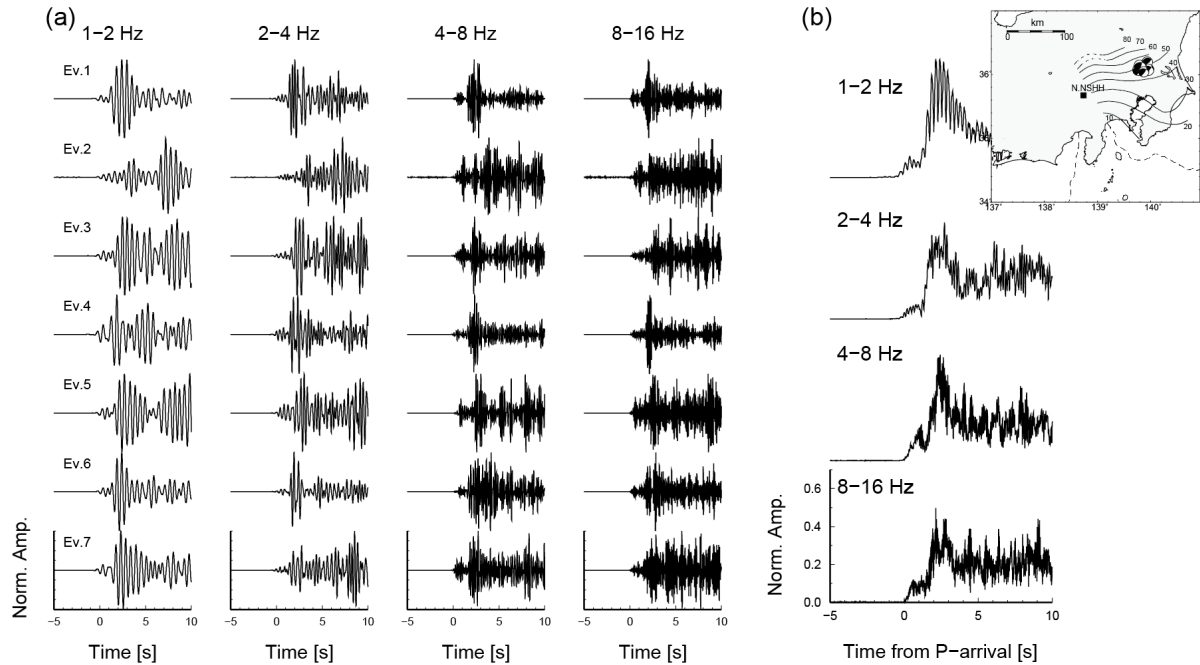 (a)
1−2 Hz 2−4 Hz 4−8 Hz 8−16 Hz
Ev.1
Ev.2
Ev.3
Ev.4
Ev.5
Ev.6
Ev.7
Norm. Amp.
−5 0 5 10 −5 0 5 10 −5 0 5 10 −5 0 5 10
Time [s] Time [s] Time [s] Time [s]
(b)
km
0 100
80 70 60 50
40
30
20
10
N.NSHH
36˚
34˚
137˚ 138˚ 139˚ 140˚
1−2 Hz
2−4 Hz
4−8 Hz
8−16 Hz
0.6
0.4
0.2
0.0
−5 0 5 10
Time from P−arrival [s]